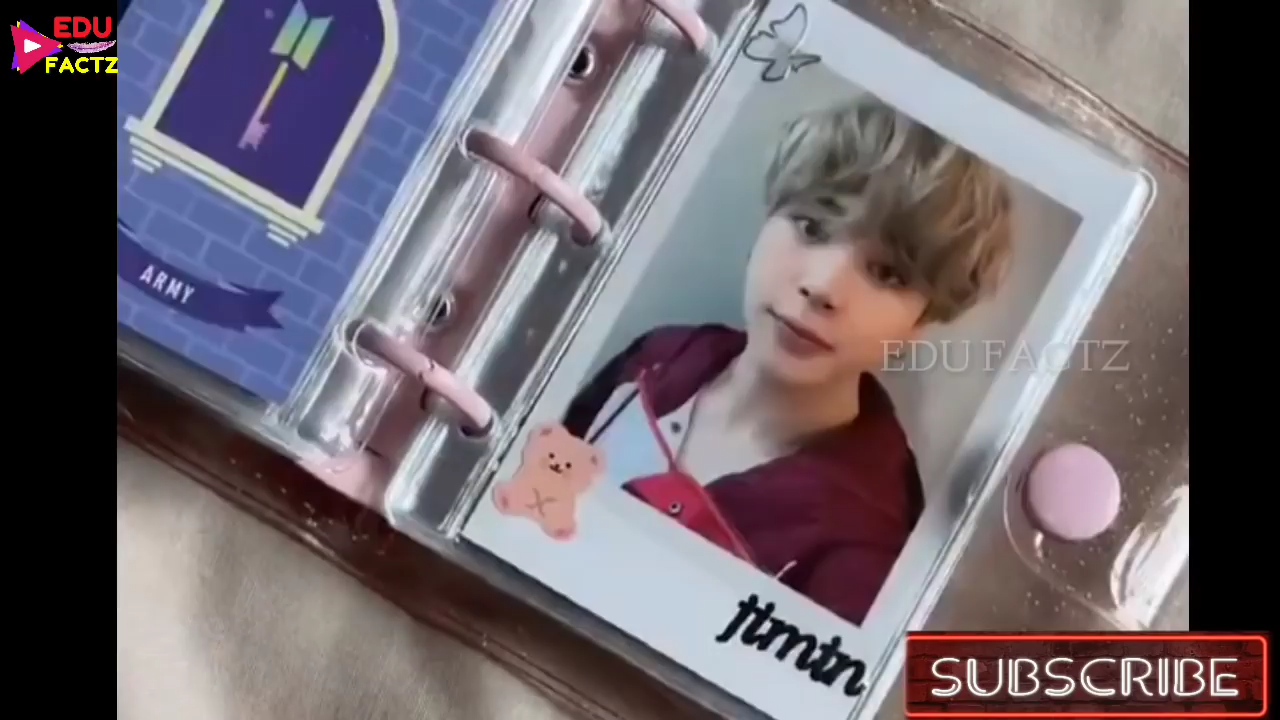 EDU
FACTZ
ARMY
EDU FACTZ
jimin
SUBSCRIBE